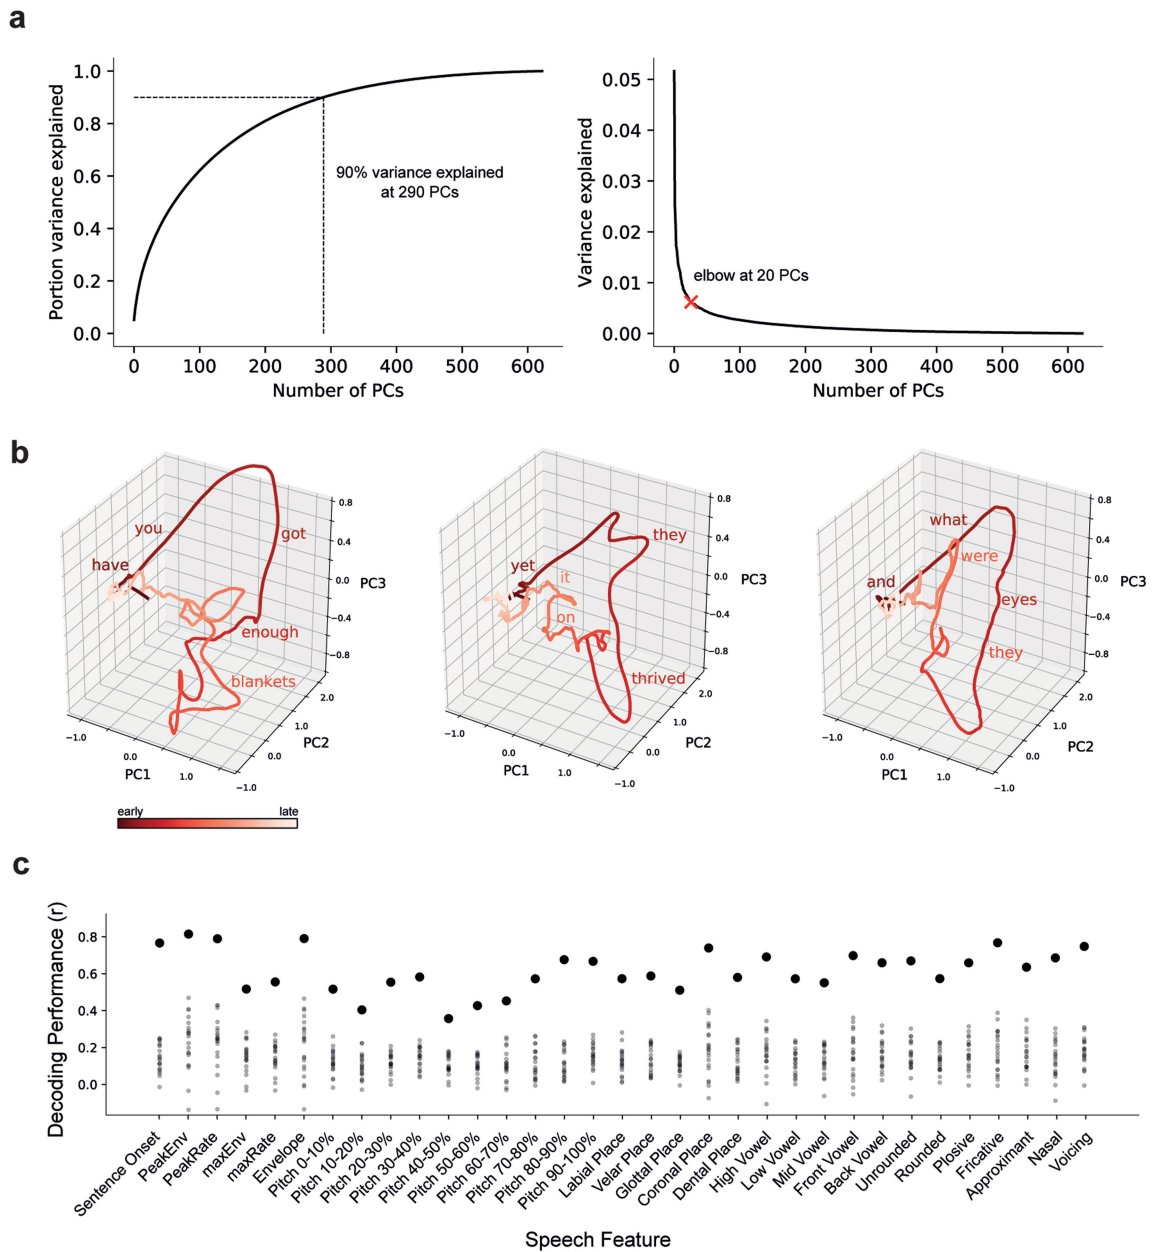 a
Portion variance explained
1.0
0.8
0.6
0.4
0.2
0.0
90% variance explained
at 290 PCs
0 100 200 300 400 500 600
Number of PCs
Variance explained
0.05
0.04
0.03
0.02
0.01
0.00
elbow at 20 PCs
0 100 200 300 400 500 600
Number of PCs
b
you
got
have
enough
blankets
0.8
0.4
0.0
−0.4
−0.8
PC3
2.0
1.0
0.0
−1.0
PC2
−1.0
0.0
1.0
PC1
early late
they
yet
it
on
thrived
0.8
0.4
0.0
−0.4
−0.8
PC3
2.0
1.0
0.0
−1.0
PC2
−1.0
0.0
1.0
PC1
what
were
and
eyes
they
0.8
0.4
0.0
−0.4
−0.8
PC3
2.0
1.0
0.0
−1.0
PC2
−1.0
0.0
1.0
PC1
c
Decoding Performance (r)
0.8
0.6
0.4
0.2
0.0
Sentence Onset
PeakEnv
PeakRate
maxEnv
maxRate
Envelope
Pitch 0-10%
Pitch 10-20%
Pitch 20-30%
Pitch 30-40%
Pitch 40-50%
Pitch 50-60%
Pitch 60-70%
Pitch 70-80%
Pitch 80-90%
Pitch 90-100%
Labial Place
Velar Place
Glottal Place
Coronal Place
Dental Place
High Vowel
Low Vowel
Mid Vowel
Front Vowel
Back Vowel
Unrounded
Rounded
Plosive
Fricative
Approximant
Nasal
Voicing
Speech Feature